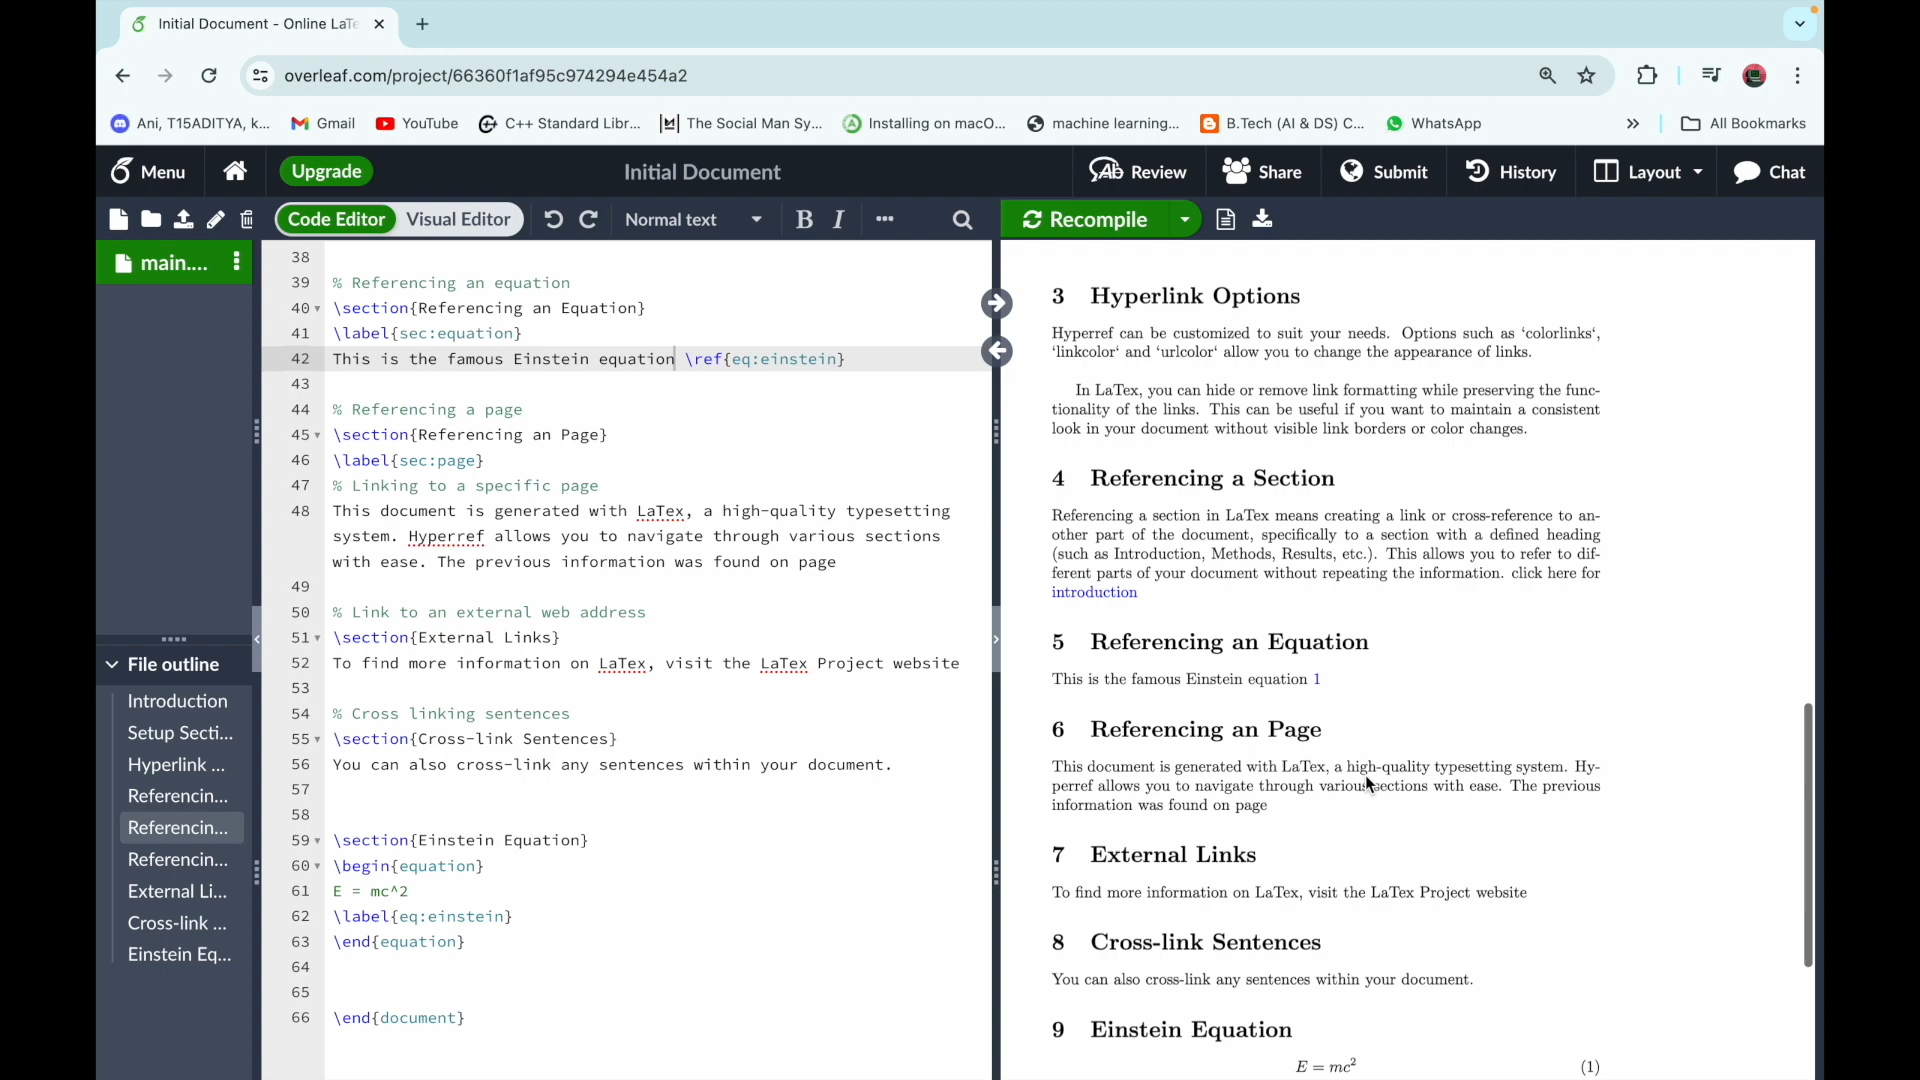 Initial Document - Online LaTe
overleaf.com/project/66360f1af95c974294e454a2
Ani, T15ADITYA, k...
Gmail
YouTube
C++ Standard Libr...
The Social Man Sy...
Installing on macO...
machine learning...
B.Tech (AI & DS) C...
WhatsApp
All Bookmarks
Menu
Upgrade
Initial Document
Review
Share
Submit
History
Layout
Chat
Code Editor
Visual Editor
Normal text
B
I
Recompile
main....
File outline
Introduction
Setup Secti...
Hyperlink ...
Referencin...
Referencin...
Referencin...
External Li...
Cross-link ...
Einstein Eq...
38
39 % Referencing an equation
40 \section{Referencing an Equation}
41 \label{sec:equation}
42 This is the famous Einstein equation \ref{eq:einstein}
43
44 % Referencing a page
45 \section{Referencing an Page}
46 \label{sec:page}
47 % Linking to a specific page
48 This document is generated with LaTex, a high-quality typesetting
system. Hyperref allows you to navigate through various sections
with ease. The previous information was found on page
49
50 % Link to an external web address
51 \section{External Links}
52 To find more information on LaTex, visit the LaTex Project website
53
54 % Cross linking sentences
55 \section{Cross-link Sentences}
56 You can also cross-link any sentences within your document.
57
58
59 \section{Einstein Equation}
60 \begin{equation}
61 E = mc^2
62 \label{eq:einstein}
63 \end{equation}
64
65
66 \end{document}
3 Hyperlink Options
Hyperref can be customized to suit your needs. Options such as ‘colorlinks‘,
‘linkcolor‘ and ‘urlcolor‘ allow you to change the appearance of links.
In LaTex, you can hide or remove link formatting while preserving the func-
tionality of the links. This can be useful if you want to maintain a consistent
look in your document without visible link borders or color changes.
4 Referencing a Section
Referencing a section in LaTex means creating a link or cross-reference to an-
other part of the document, specifically to a section with a defined heading
(such as Introduction, Methods, Results, etc.). This allows you to refer to dif-
ferent parts of your document without repeating the information. click here for
introduction
5 Referencing an Equation
This is the famous Einstein equation 1
6 Referencing an Page
This document is generated with LaTex, a high-quality typesetting system. Hy-
perref allows you to navigate through various sections with ease. The previous
information was found on page
7 External Links
To find more information on LaTex, visit the LaTex Project website
8 Cross-link Sentences
You can also cross-link any sentences within your document.
9 Einstein Equation
E = mc² (1)